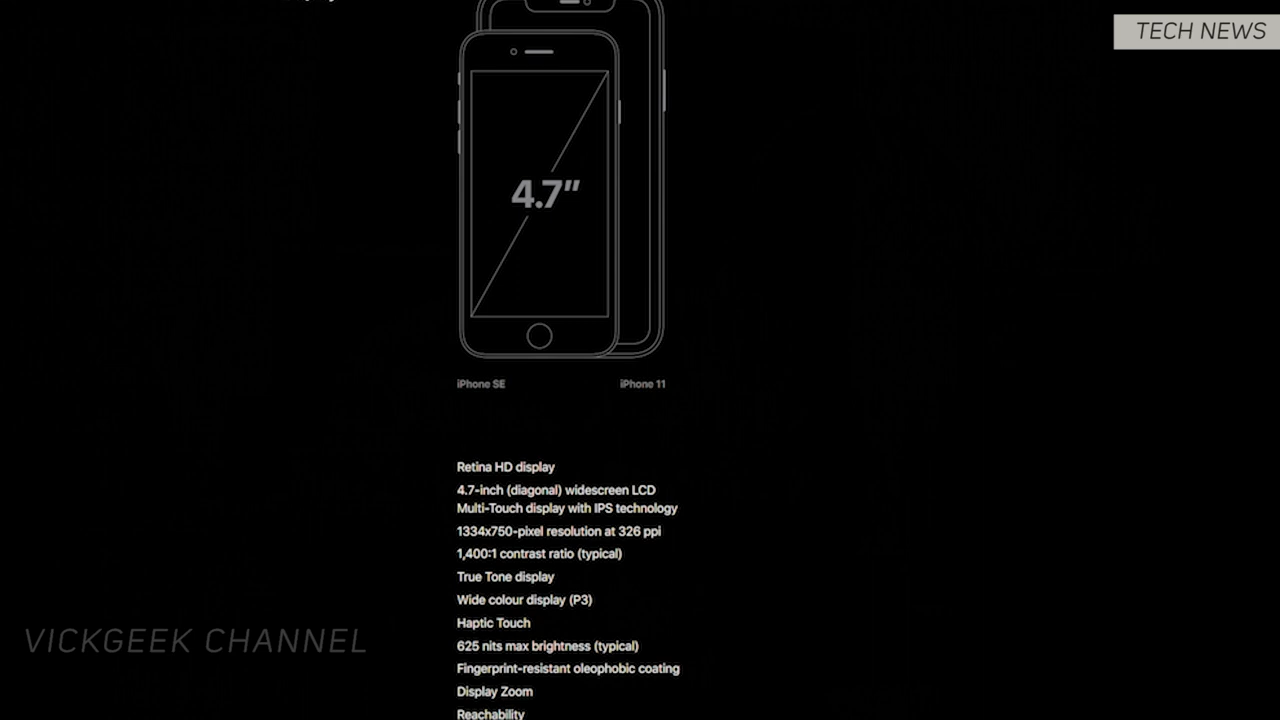 TECH NEWS
4.7″
iPhone SE
iPhone 11
Retina HD display
4.7-inch (diagonal) widescreen LCD
Multi-Touch display with IPS technology
1334x750-pixel resolution at 326 ppi
1,400:1 contrast ratio (typical)
True Tone display
Wide colour display (P3)
Haptic Touch
625 nits max brightness (typical)
VICKGEEK CHANNEL
Fingerprint-resistant oleophobic coating
Display Zoom
Reachability